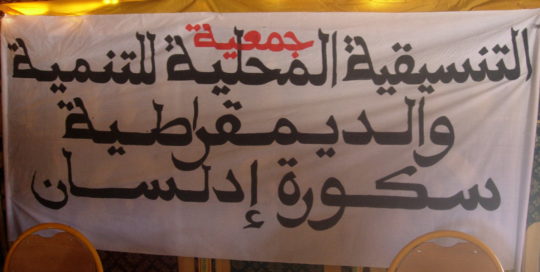 جمعية
التنسيقية المحلية للتنمية
والديمقراطية
سكورة إدلسان